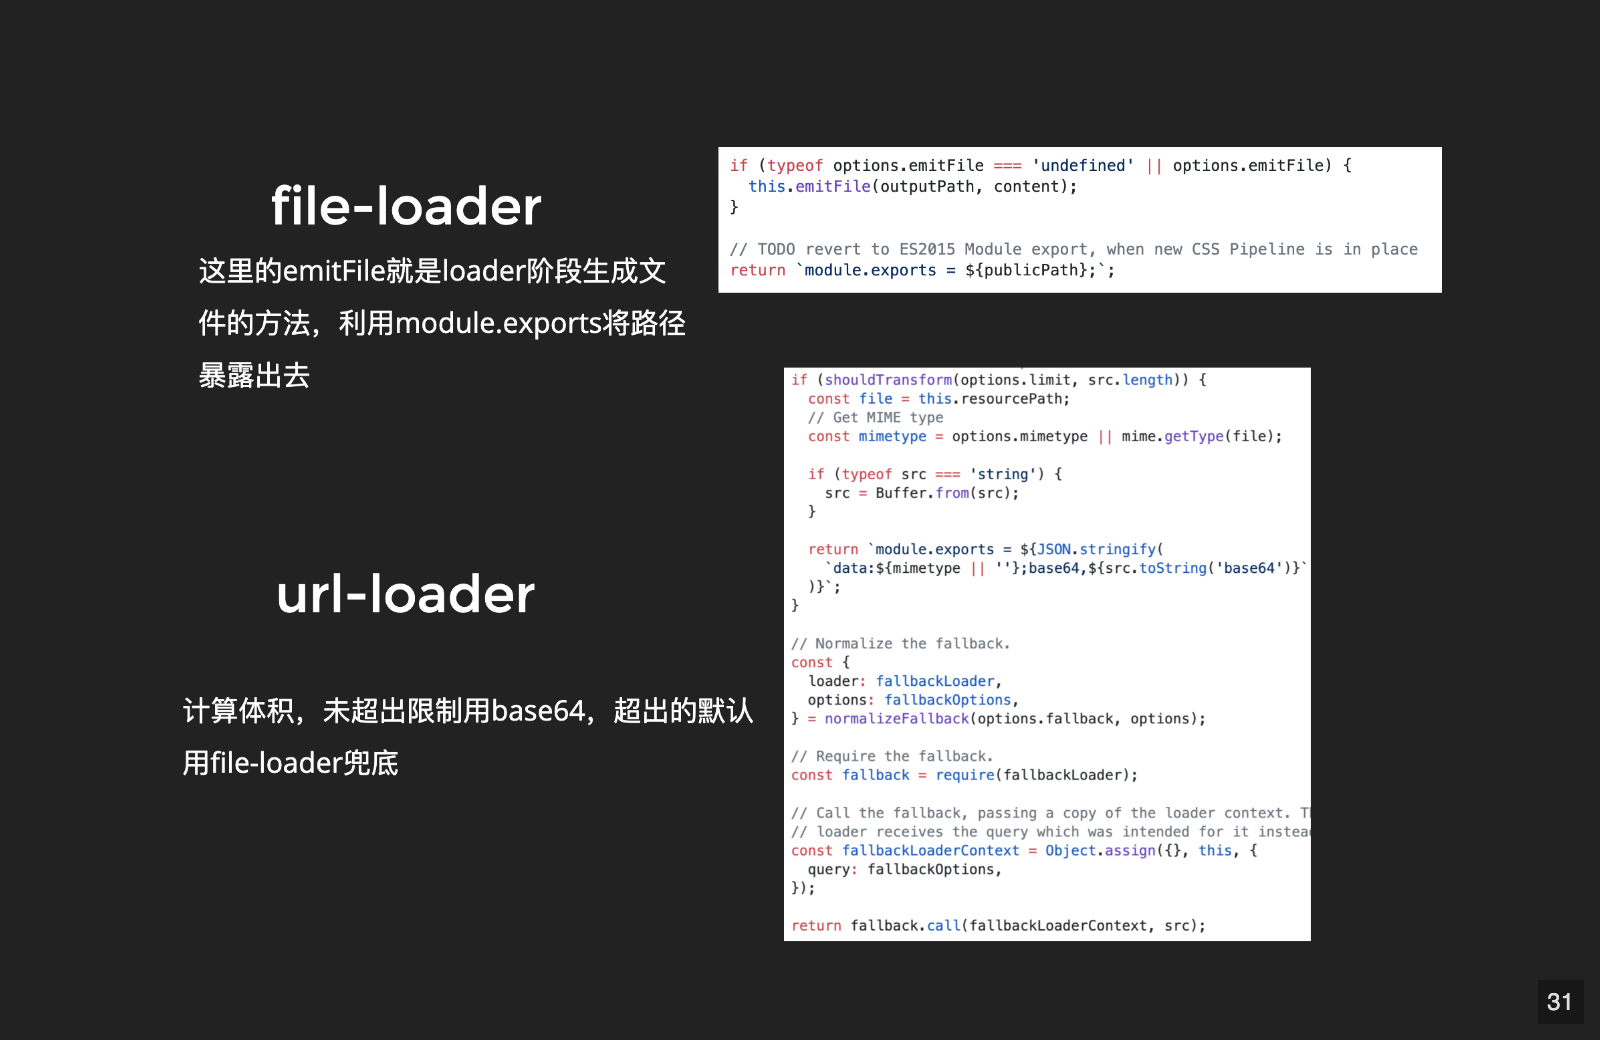 file-loader
这里的emitFile就是loader阶段生成文
件的方法，利用module.exports将路径
暴露出去
if (typeof options.emitFile === 'undefined' || options.emitFile) {
  this.emitFile(outputPath, content);
}
// TODO revert to ES2015 Module export, when new CSS Pipeline is in place
return `module.exports = ${publicPath};`;
url-loader
计算体积，未超出限制用base64，超出的默认
用file-loader兜底
if (shouldTransform(options.limit, src.length)) {
  const file = this.resourcePath;
  // Get MIME type
  const mimetype = options.mimetype || mime.getType(file);
  if (typeof src === 'string') {
    src = Buffer.from(src);
  }
  return `module.exports = ${JSON.stringify(
    `data:${mimetype || ''};base64,${src.toString('base64')}`
  )}`;
}
// Normalize the fallback.
const {
  loader: fallbackLoader,
  options: fallbackOptions,
} = normalizeFallback(options.fallback, options);
// Require the fallback.
const fallback = require(fallbackLoader);
// Call the fallback, passing a copy of the loader context.
// loader receives the query which was intended for it
const fallbackLoaderContext = Object.assign({}, this, {
  query: fallbackOptions,
});
return fallback.call(fallbackLoaderContext, src);
31